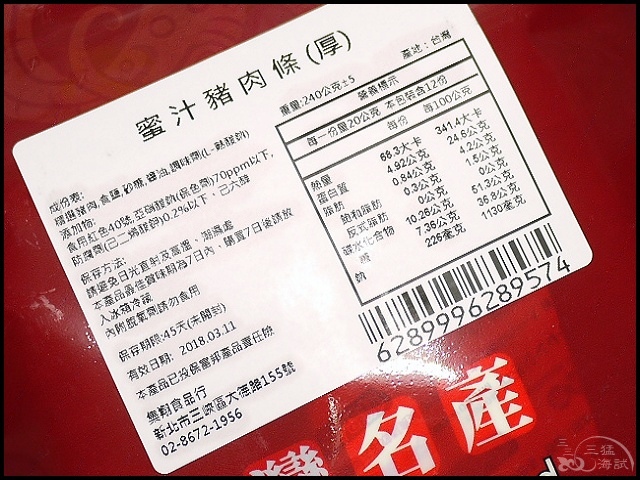 蜜汁豬肉條(厚)
成份表:
精選豬肉,食鹽,砂糖,醬油,調味劑(L-麩酸鈉)
添加物:
食用紅色40號,亞硝酸鈉(保色劑)70ppm以下,
防腐劑(己二烯酸鉀)0.2%以下、己六醇
保存方法:
請避免日光直射及高溫、潮濕處
本產品最佳賞味期為7日內、購買7日後請放
入冰箱冷藏
內附脫氧劑請勿食用
保存期限:45天(未開封)
有效日期: 2018.03.11
本產品已投保富邦產品責任險
集翔食品行
新北市三峽區大德路155號
02-8672-1956
重量:240公克±5
產地:台灣
營養標示
每一份量20公克 本包裝含12份
每份 每100公克
熱量 68.3大卡 341.4大卡
蛋白質 4.92公克 24.6公克
脂肪 0.84公克 4.2公克
飽和脂肪 0.3公克 1.5公克
反式脂肪 0公克 0公克
碳水化合物 10.26公克 51.3公克
糖 7.36公克 36.8公克
鈉 226毫克 1130毫克
6289996289574
灣名產
三猛
海試